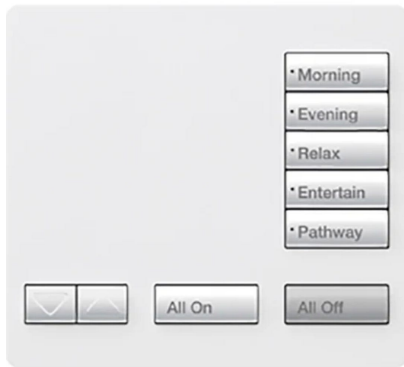 Morning
Evening
Relax
Entertain
Pathway
All On
All Off